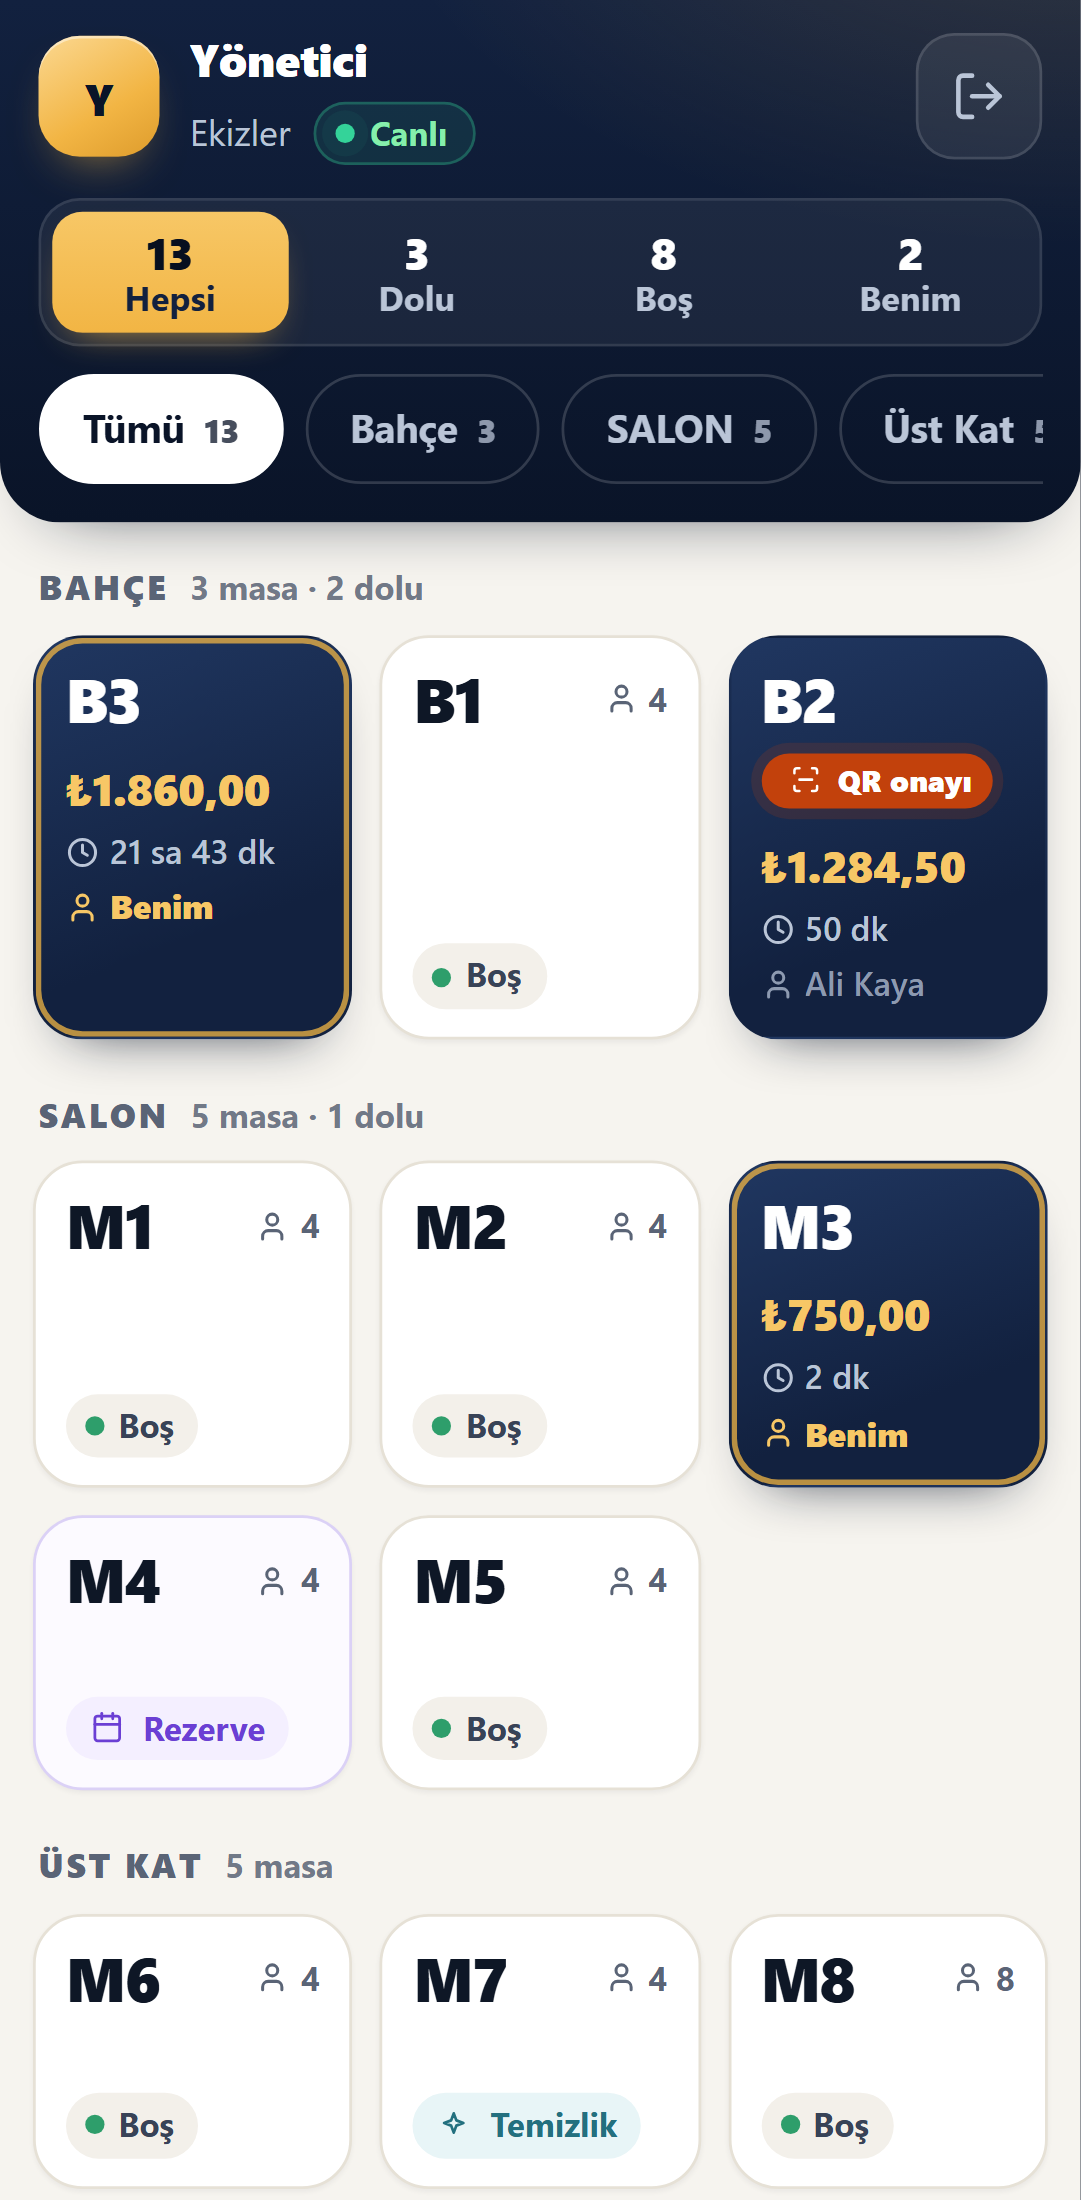 Y
Yönetici
Ekizler
Canlı
13
Hepsi
3
Dolu
8
Boş
2
Benim
Tümü 13
Bahçe 3
SALON 5
Üst Kat
BAHÇE 3 masa · 2 dolu
B3
₺1.860,00
21 sa 43 dk
Benim
B1 4
Boş
B2
QR onayı
₺1.284,50
50 dk
Ali Kaya
SALON 5 masa · 1 dolu
M1 4
Boş
M2 4
Boş
M3
₺750,00
2 dk
Benim
M4 4
Rezerve
M5 4
Boş
ÜST KAT 5 masa
M6 4
Boş
M7 4
Temizlik
M8 8
Boş